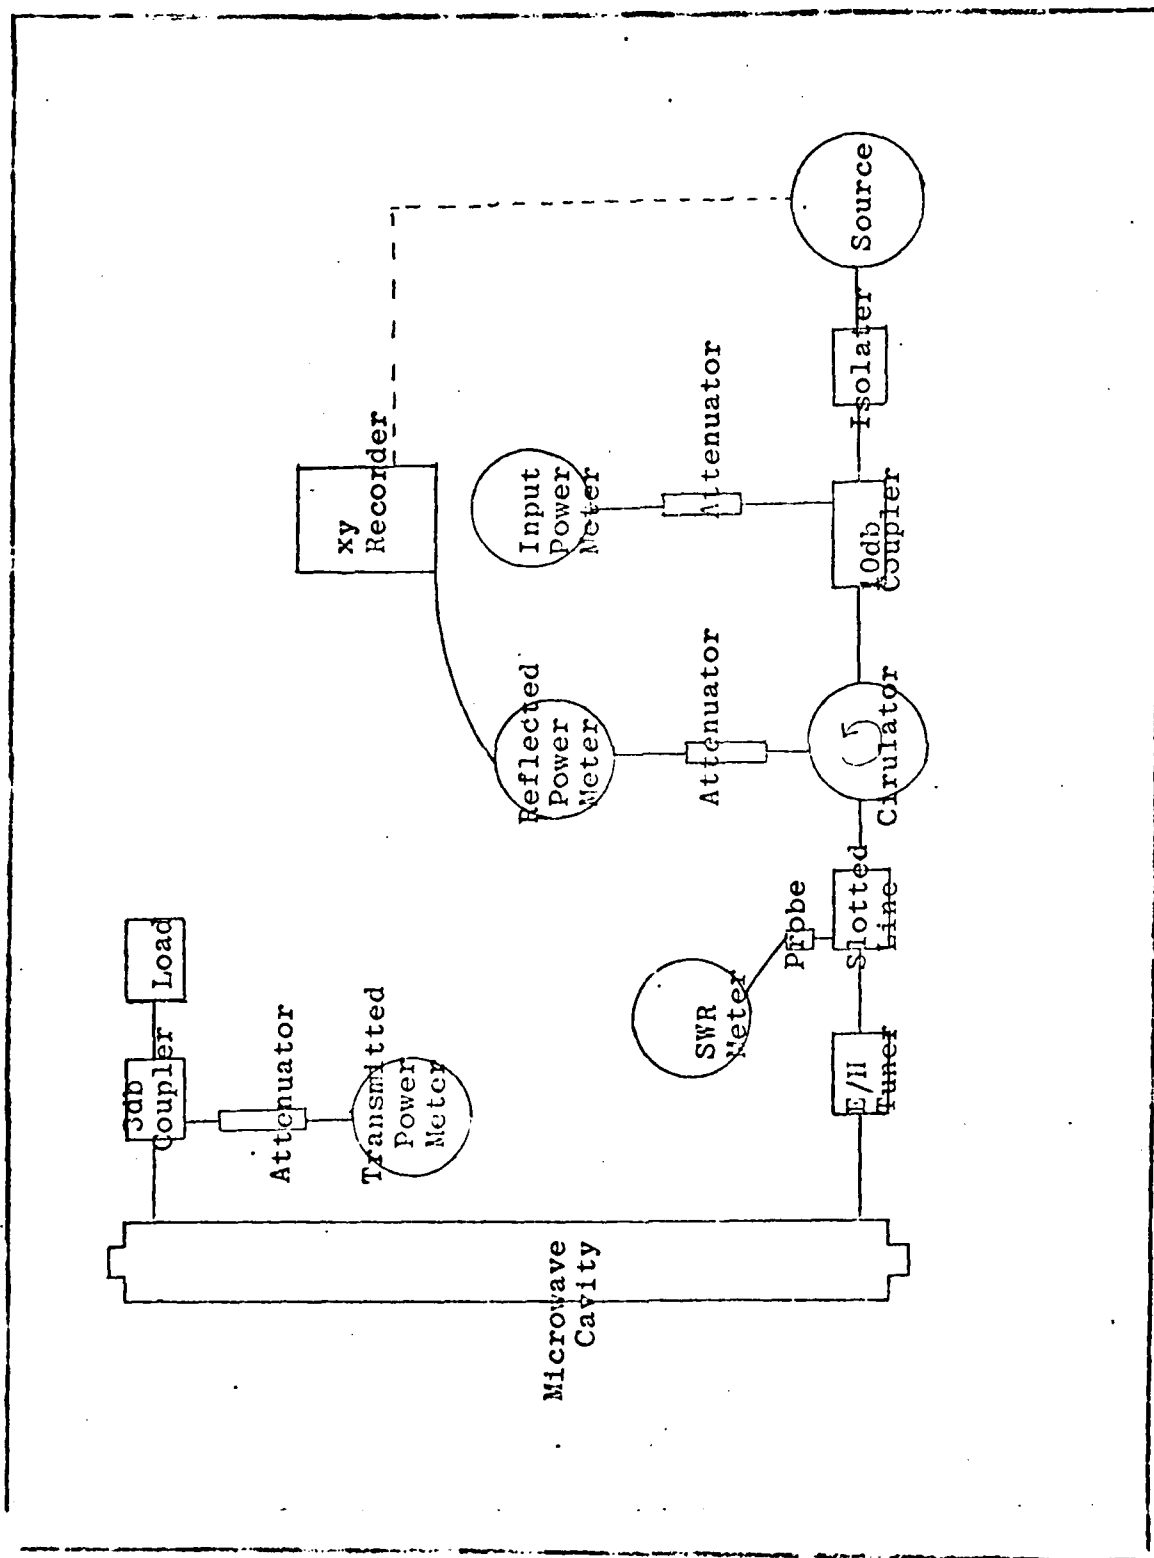 Source
Isolater
10db
Coupler
Attenuator
Input
Power
Meter
xy
Recorder
Cirulator
Attenuator
Reflected
Power
Meter
Slotted
Line
Probe
SWR
Meter
E/H
Tuner
Microwave
Cavity
3db
Coupler
Load
Attenuator
Transmitted
Power
Meter